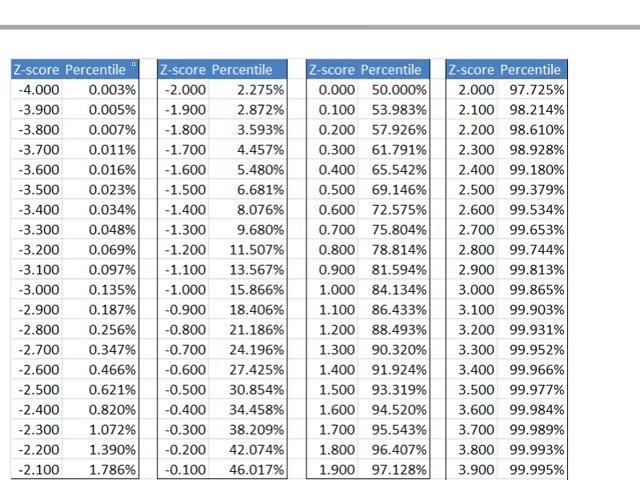 Z-score Percentile Z-score Percentile Z-score Percentile Z-score Percentile
-4.000 0.003% -2.000 2.275% 0.000 50.000% 2.000 97.725%
-3.900 0.005% -1.900 2.872% 0.100 53.983% 2.100 98.214%
-3.800 0.007% -1.800 3.593% 0.200 57.926% 2.200 98.610%
-3.700 0.011% -1.700 4.457% 0.300 61.791% 2.300 98.928%
-3.600 0.016% -1.600 5.480% 0.400 65.542% 2.400 99.180%
-3.500 0.023% -1.500 6.681% 0.500 69.146% 2.500 99.379%
-3.400 0.034% -1.400 8.076% 0.600 72.575% 2.600 99.534%
-3.300 0.048% -1.300 9.680% 0.700 75.804% 2.700 99.653%
-3.200 0.069% -1.200 11.507% 0.800 78.814% 2.800 99.744%
-3.100 0.097% -1.100 13.567% 0.900 81.594% 2.900 99.813%
-3.000 0.135% -1.000 15.866% 1.000 84.134% 3.000 99.865%
-2.900 0.187% -0.900 18.406% 1.100 86.433% 3.100 99.903%
-2.800 0.256% -0.800 21.186% 1.200 88.493% 3.200 99.931%
-2.700 0.347% -0.700 24.196% 1.300 90.320% 3.300 99.952%
-2.600 0.466% -0.600 27.425% 1.400 91.924% 3.400 99.966%
-2.500 0.621% -0.500 30.854% 1.500 93.319% 3.500 99.977%
-2.400 0.820% -0.400 34.458% 1.600 94.520% 3.600 99.984%
-2.300 1.072% -0.300 38.209% 1.700 95.543% 3.700 99.989%
-2.200 1.390% -0.200 42.074% 1.800 96.407% 3.800 99.993%
-2.100 1.786% -0.100 46.017% 1.900 97.128% 3.900 99.995%